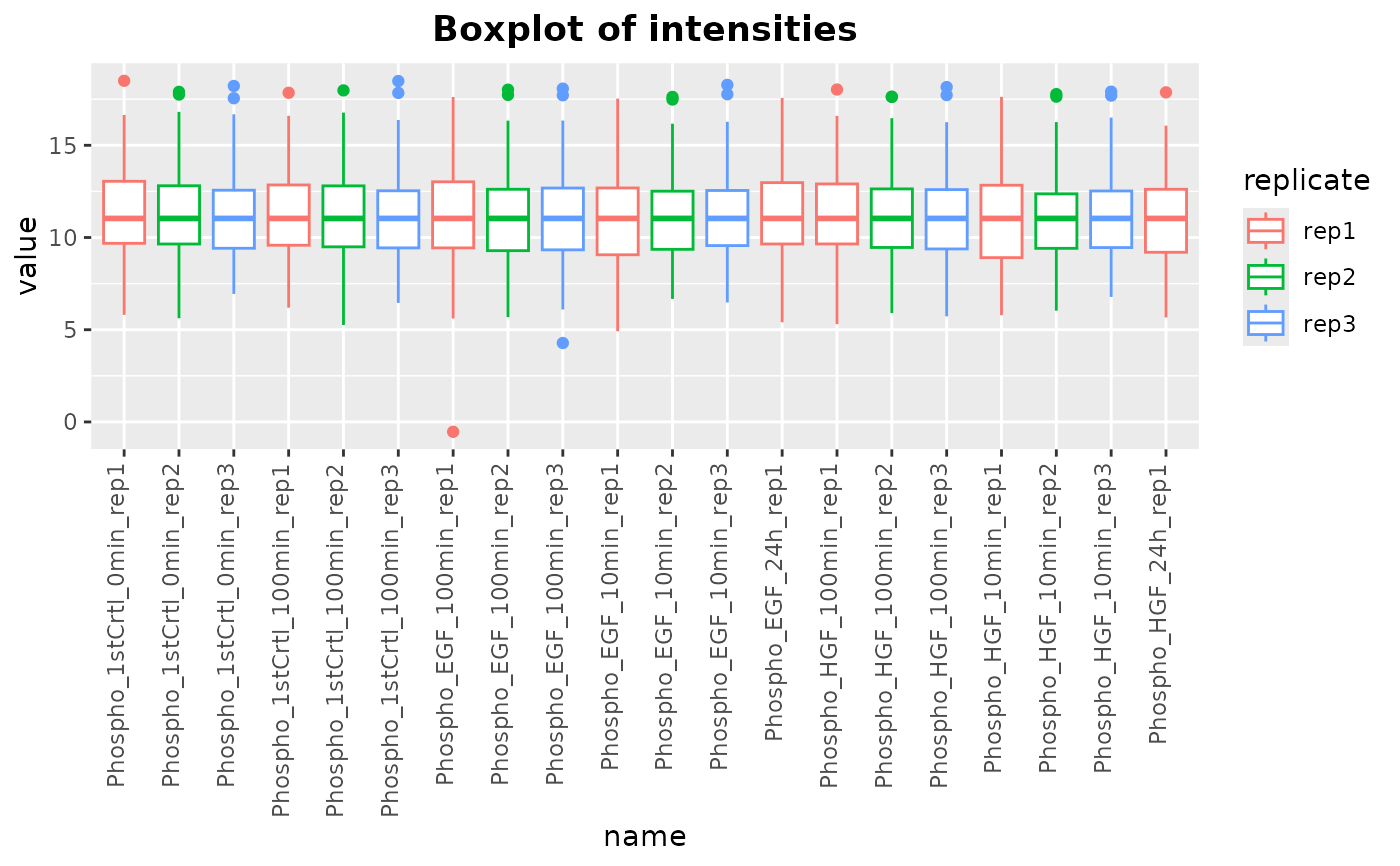 Boxplot of intensities
value
15
10
5
0
Phospho_1stCrtl_0min_rep1
Phospho_1stCrtl_0min_rep2
Phospho_1stCrtl_0min_rep3
Phospho_1stCrtl_100min_rep1
Phospho_1stCrtl_100min_rep2
Phospho_1stCrtl_100min_rep3
Phospho_EGF_100min_rep1
Phospho_EGF_100min_rep2
Phospho_EGF_100min_rep3
Phospho_EGF_10min_rep1
Phospho_EGF_10min_rep2
Phospho_EGF_10min_rep3
Phospho_EGF_24h_rep1
Phospho_HGF_100min_rep1
Phospho_HGF_100min_rep2
Phospho_HGF_100min_rep3
Phospho_HGF_10min_rep1
Phospho_HGF_10min_rep2
Phospho_HGF_10min_rep3
Phospho_HGF_24h_rep1
name
replicate
rep1
rep2
rep3